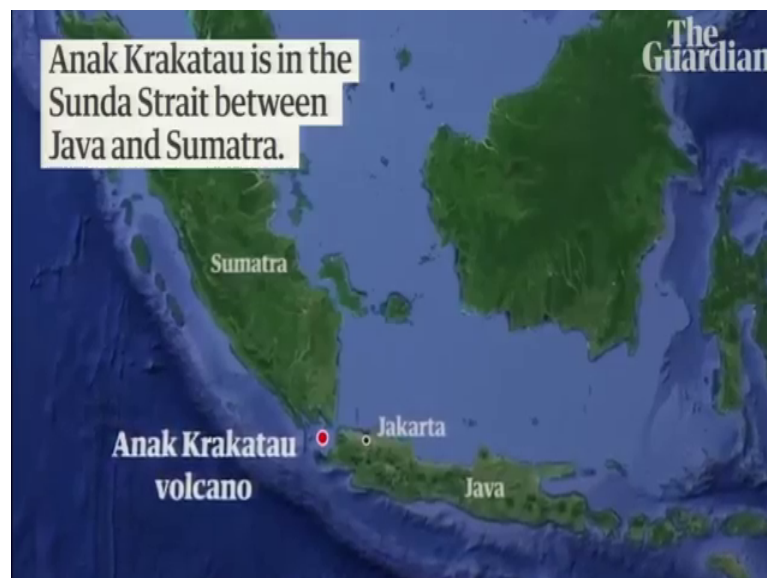 Anak Krakatau is in the
Sunda Strait between
Java and Sumatra.
The
Guardian
Sumatra
Jakarta
Anak Krakatau
volcano
Java